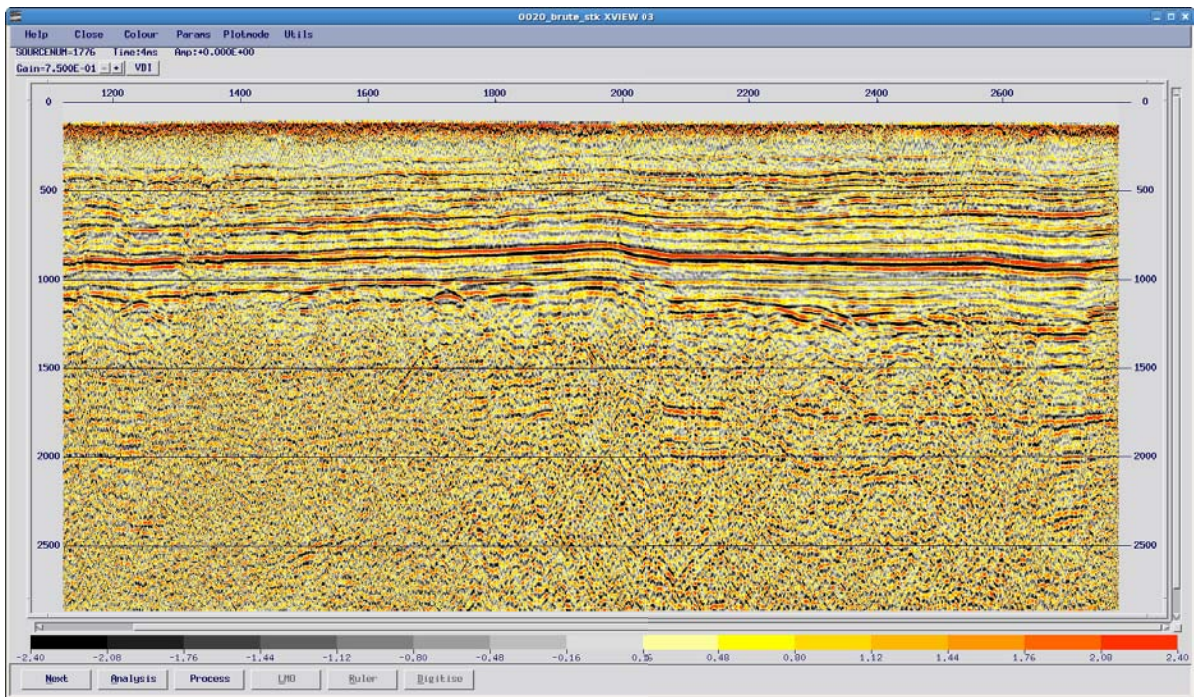 0020_brute_stk XVIEW 03
Help Close Colour Params Plotmode Utils
SOURCENUM=1776 Time:4ms Amp:+0.000E+00
Gain=7.500E-01 - + VDI
1200 1400 1600 1800 2000 2200 2400 2600
0 0
500 500
1000 1000
1500 1500
2000 2000
2500 2500
-2.40 -2.08 -1.76 -1.44 -1.12 -0.80 -0.48 -0.16 0.48 0.80 1.12 1.44 1.76 2.08 2.40
Next Analysis Process LMO Ruler Digitise